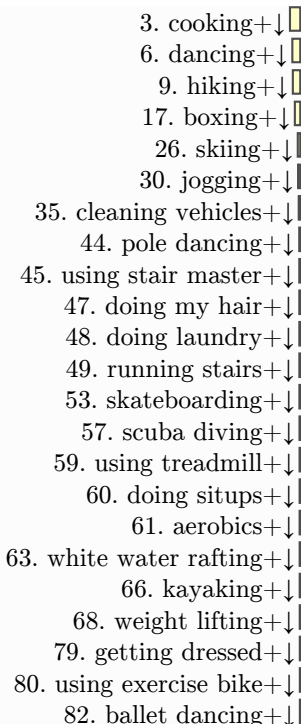 3. cooking+↓
6. dancing+↓
9. hiking+↓
17. boxing+↓
26. skiing+↓
30. jogging+↓
35. cleaning vehicles+↓
44. pole dancing+↓
45. using stair master+↓
47. doing my hair+↓
48. doing laundry+↓
49. running stairs+↓
53. skateboarding+↓
57. scuba diving+↓
59. using treadmill+↓
60. doing situps+↓
61. aerobics+↓
63. white water rafting+↓
66. kayaking+↓
68. weight lifting+↓
79. getting dressed+↓
80. using exercise bike+↓
82. ballet dancing+↓